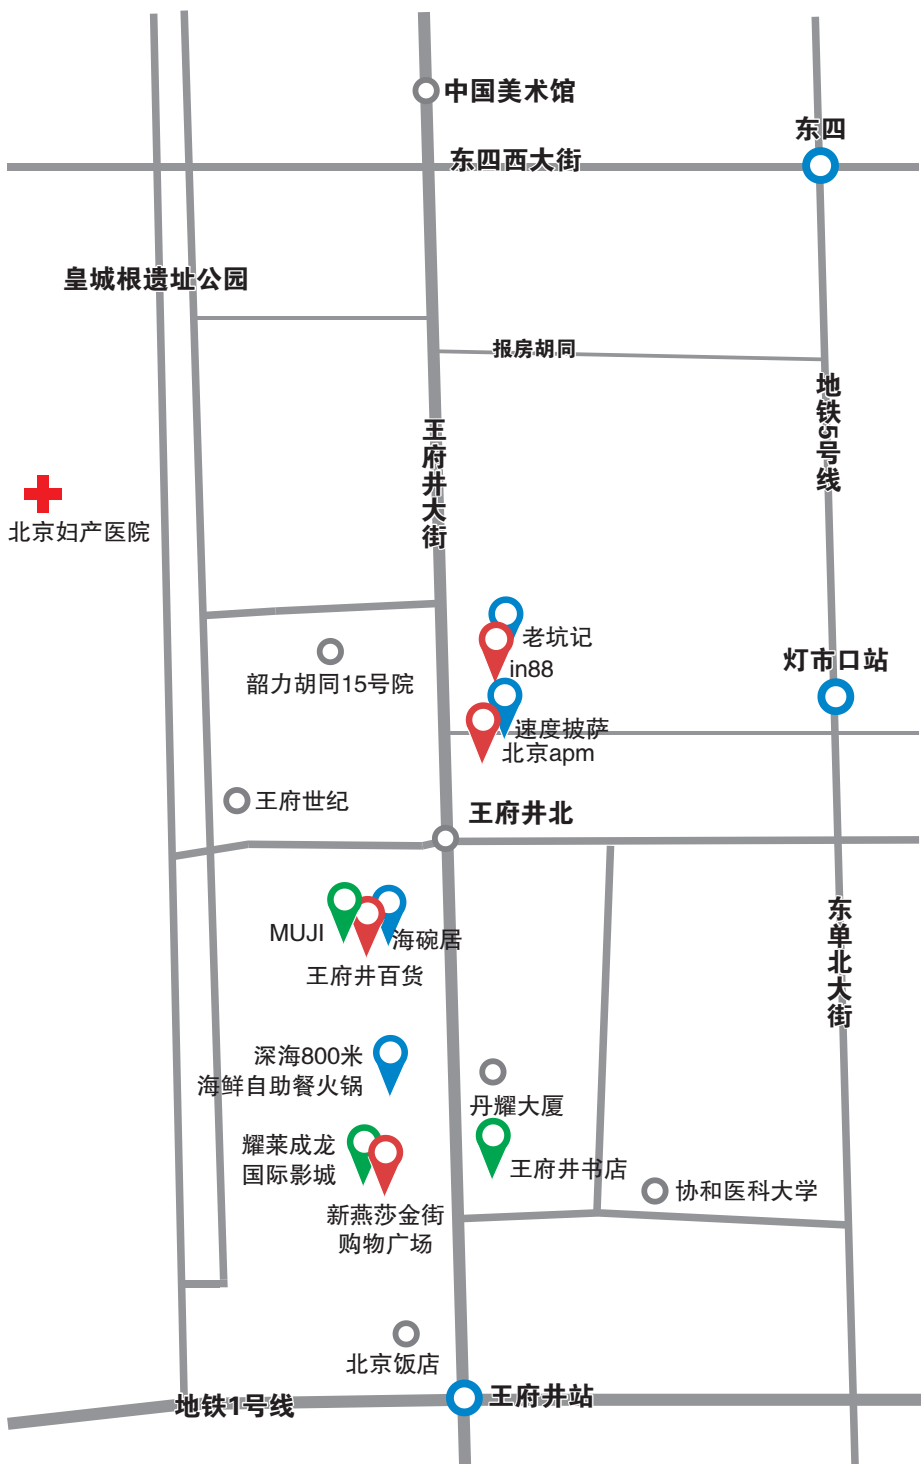 中国美术馆
东四
东四西大街
皇城根遗址公园
报房胡同
地铁5号线
王府井大街
北京妇产医院
老坑记
in88
灯市口站
韶力胡同15号院
速度披萨
北京apm
王府世纪
王府井北
东单北大街
MUJI
海碗居
王府井百货
深海800米
海鲜自助餐火锅
丹耀大厦
耀莱成龙
国际影城
王府井书店
协和医科大学
新燕莎金街
购物广场
北京饭店
地铁1号线
王府井站